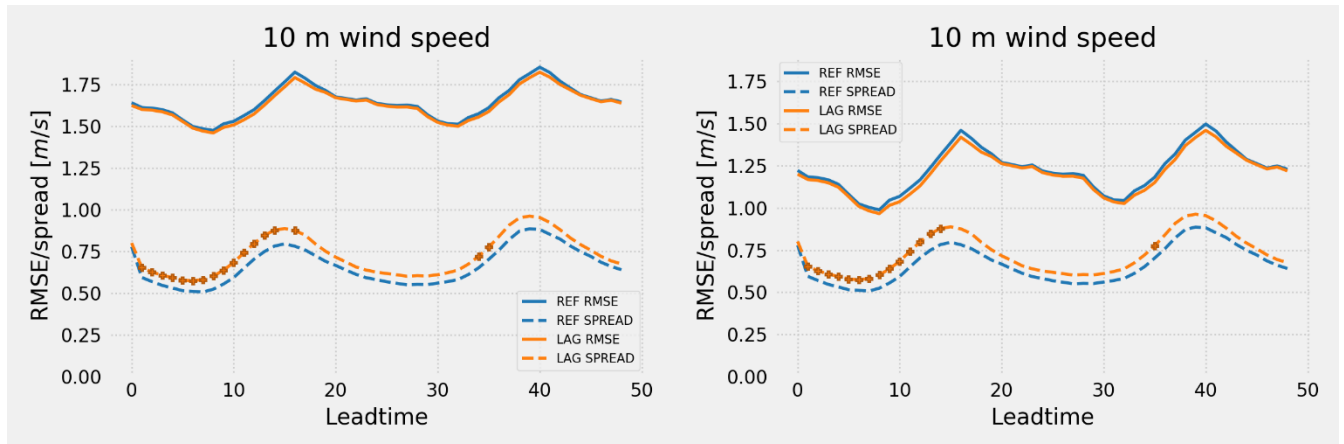 10 m wind speed
RMSE/spread [m/s]
1.75
1.50
1.25
1.00
0.75
0.50
0.25
0.00
REF RMSE
REF SPREAD
LAG RMSE
LAG SPREAD
0 10 20 30 40 50
Leadtime
10 m wind speed
RMSE/spread [m/s]
1.75
1.50
1.25
1.00
0.75
0.50
0.25
0.00
REF RMSE
REF SPREAD
LAG RMSE
LAG SPREAD
0 10 20 30 40 50
Leadtime